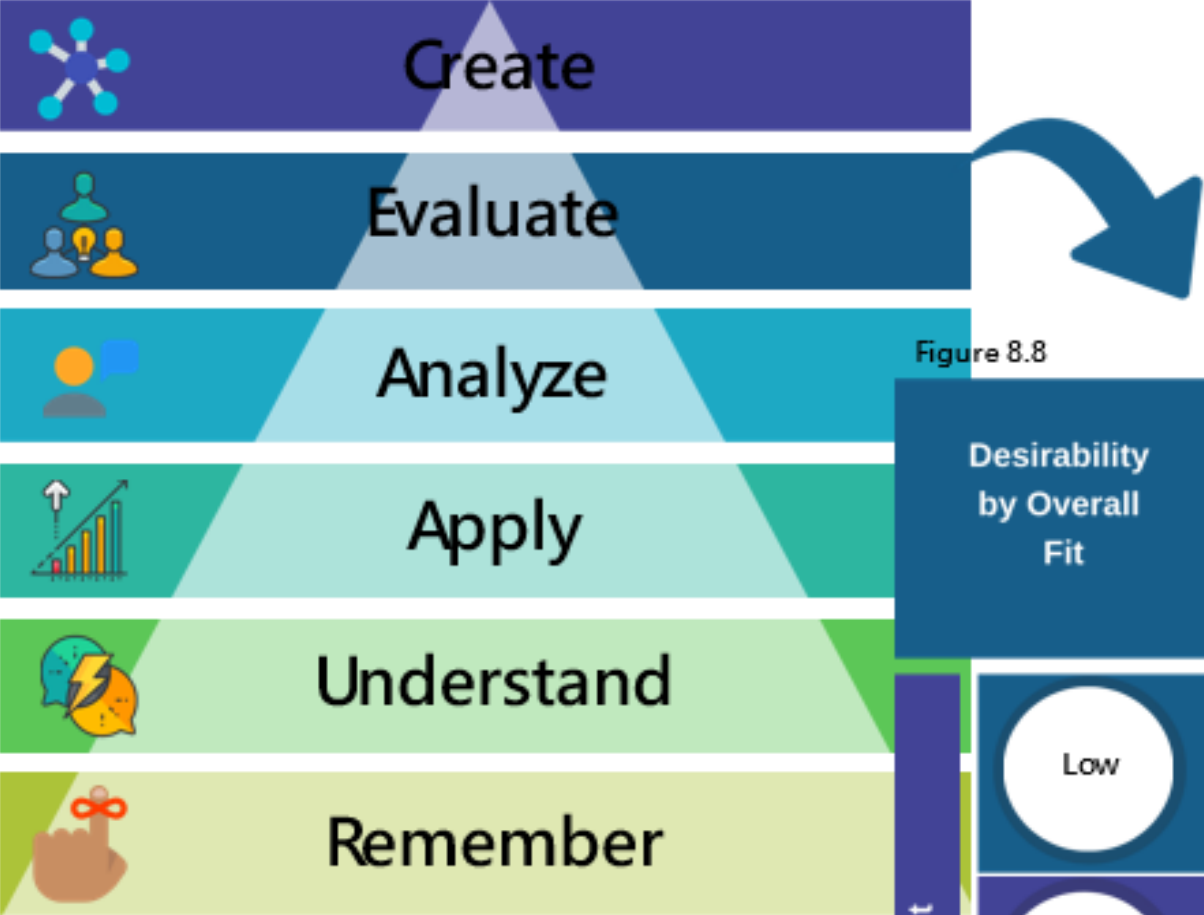 Create
Evaluate
Analyze
Figure 8.8
Desirability
by Overall
Fit
Apply
Understand
Low
Remember
t